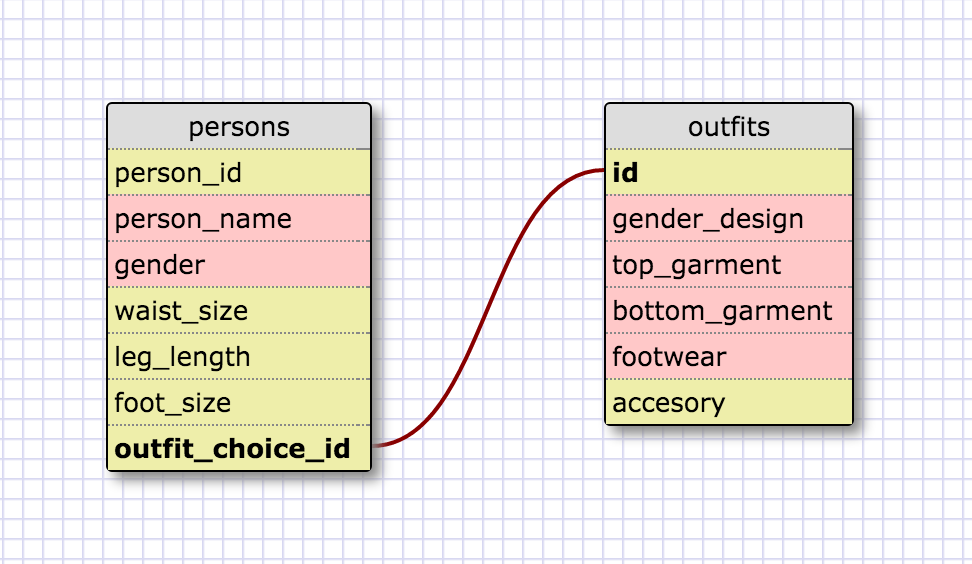 persons
person_id
person_name
gender
waist_size
leg_length
foot_size
outfit_choice_id
outfits
id
gender_design
top_garment
bottom_garment
footwear
accesory